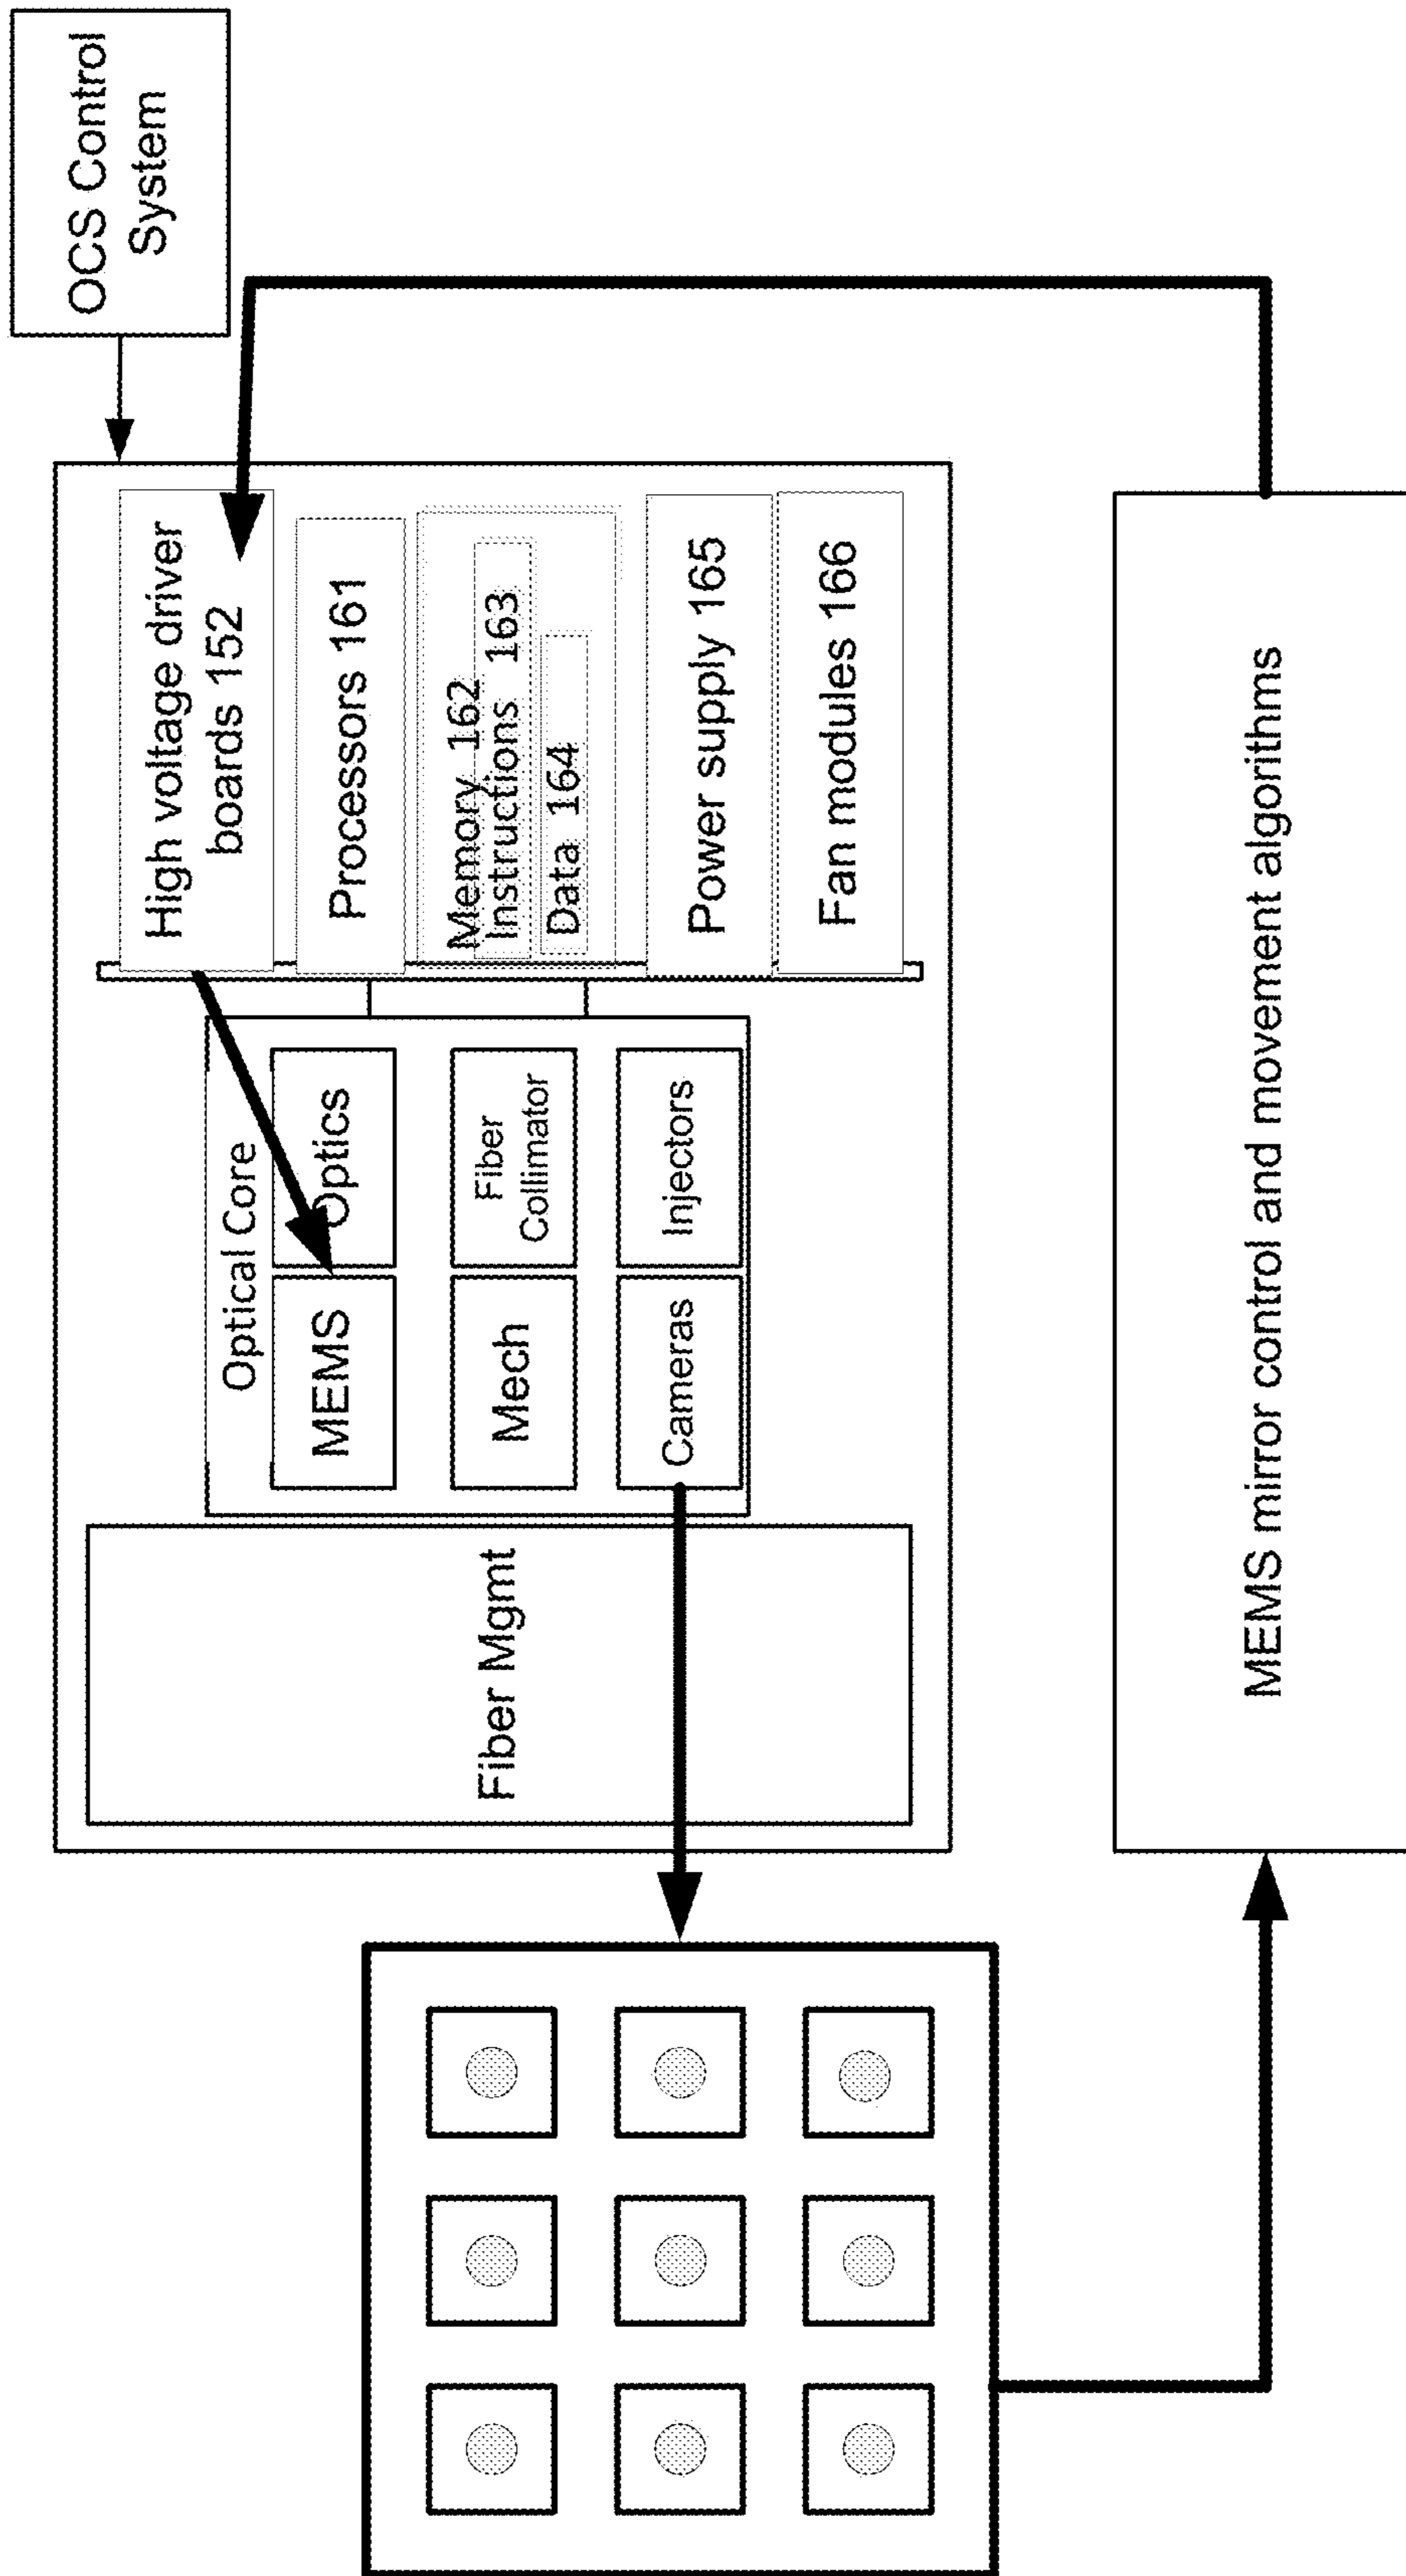 OCS Control
System
High voltage driver
boards 152
Processors 161
Memory 162
Instructions 163
Data 164
Power supply 165
Fan modules 166
Optical Core
MEMS
Optics
Mech
Fiber
Collimator
Cameras
Injectors
Fiber Mgmt
MEMS mirror control and movement algorithms